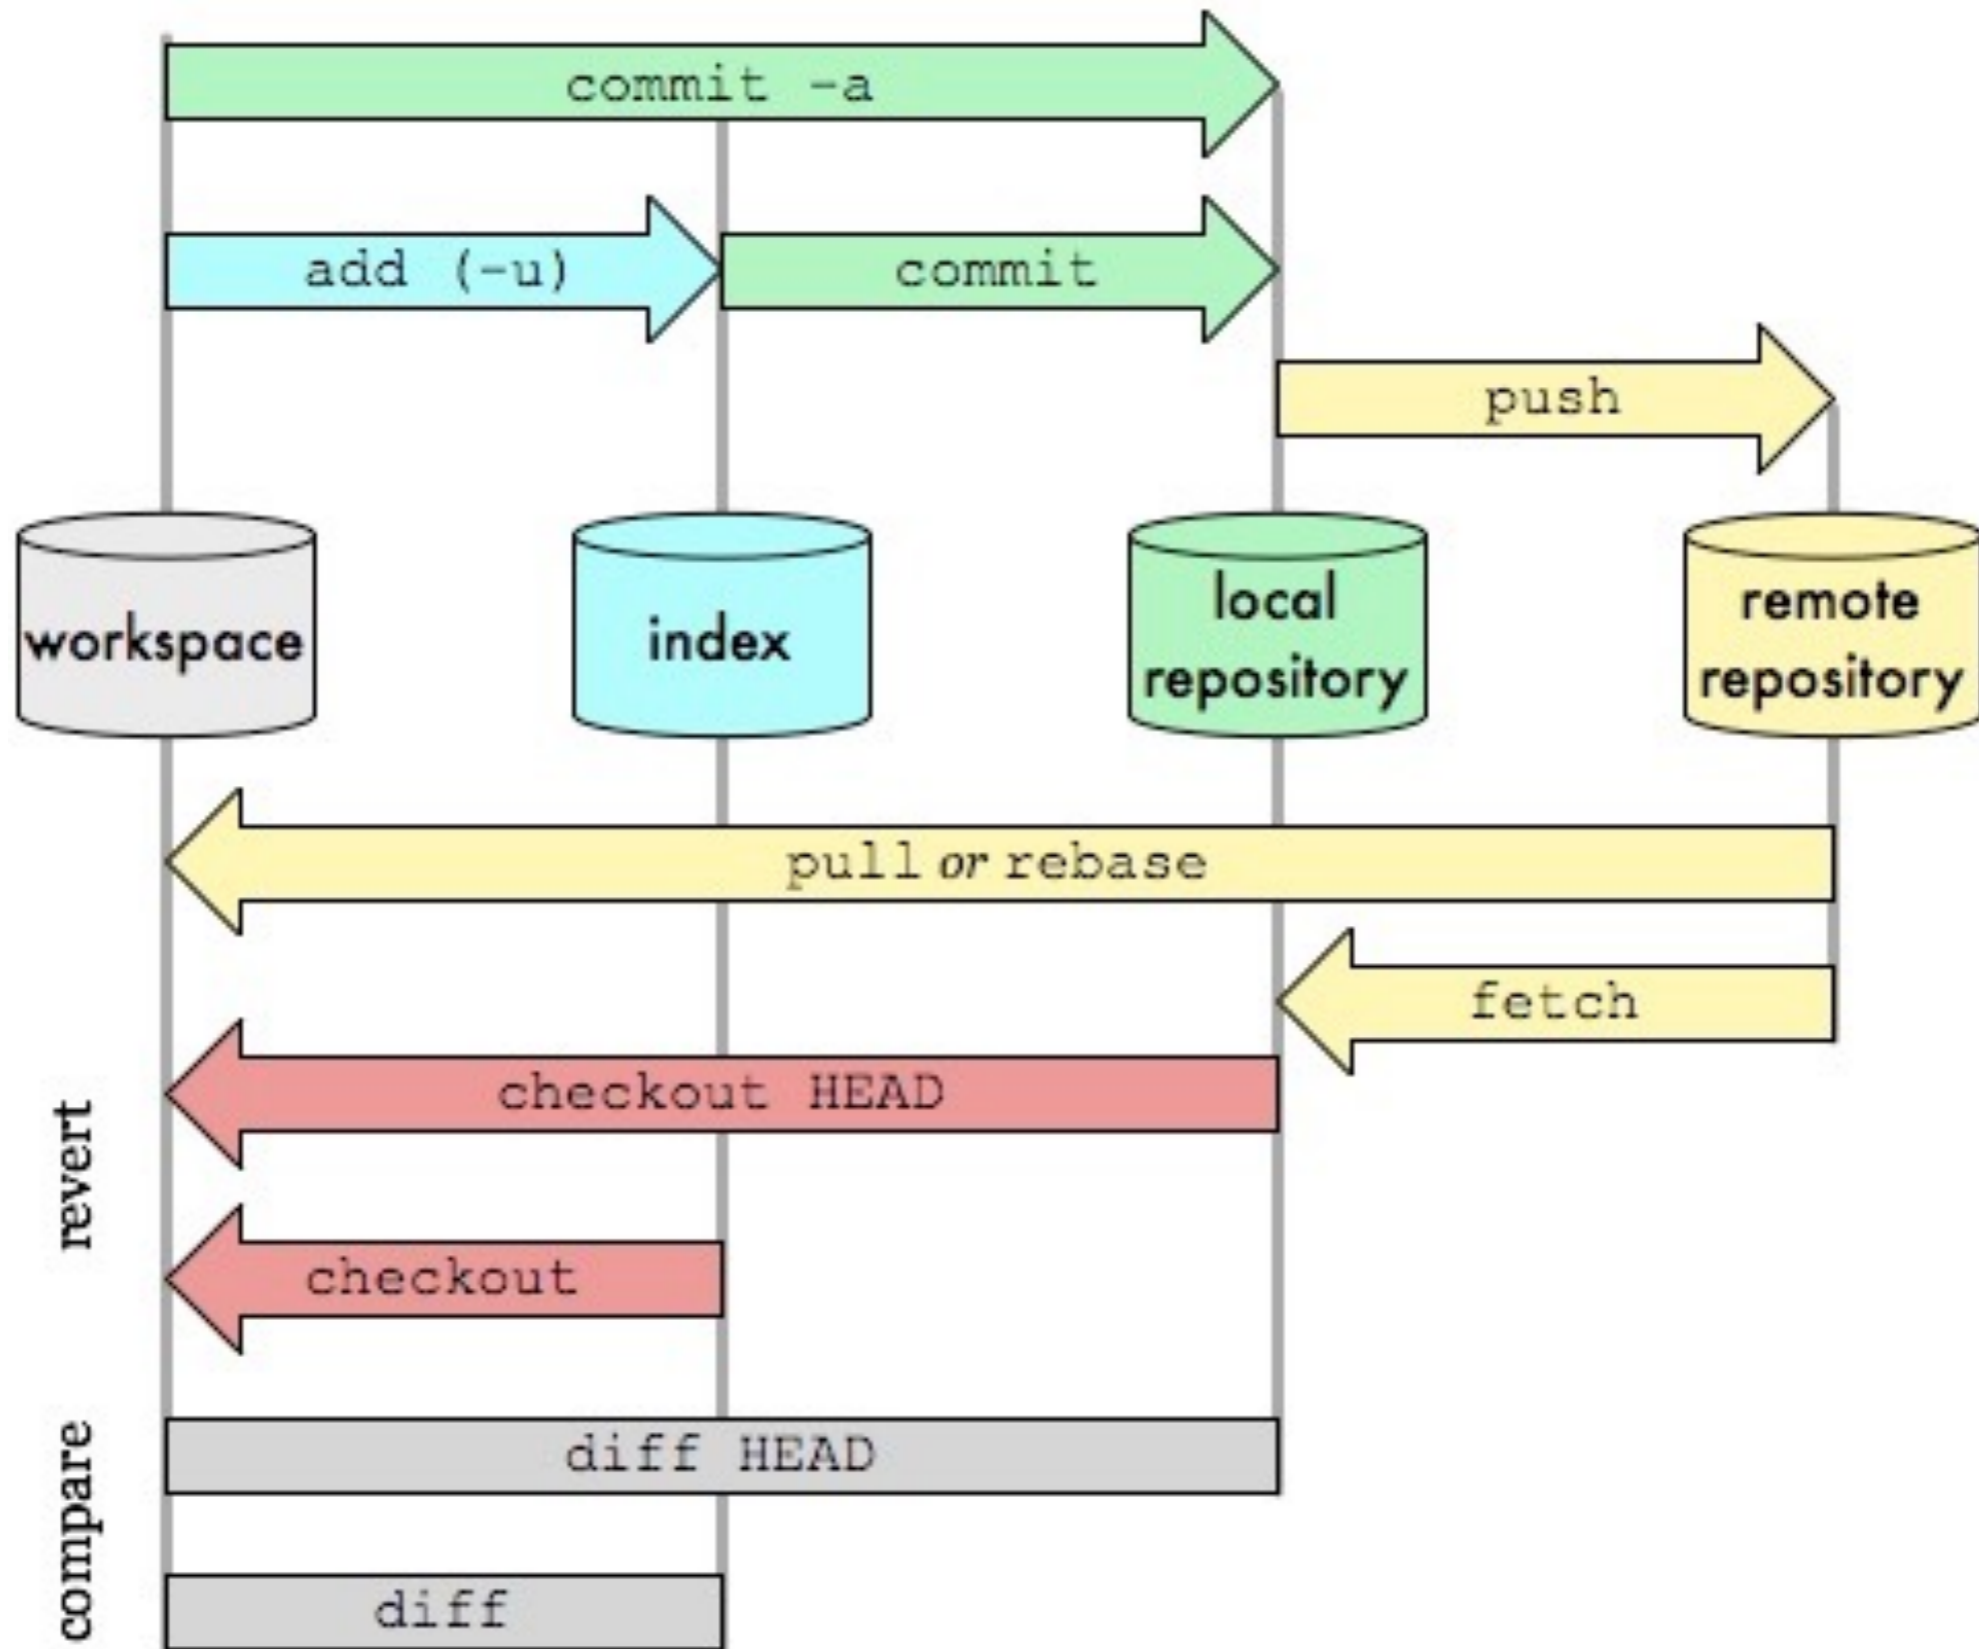 commit -a
add (-u)
commit
push
workspace
index
local
repository
remote
repository
pull or rebase
fetch
revert
checkout HEAD
checkout
compare
diff HEAD
diff